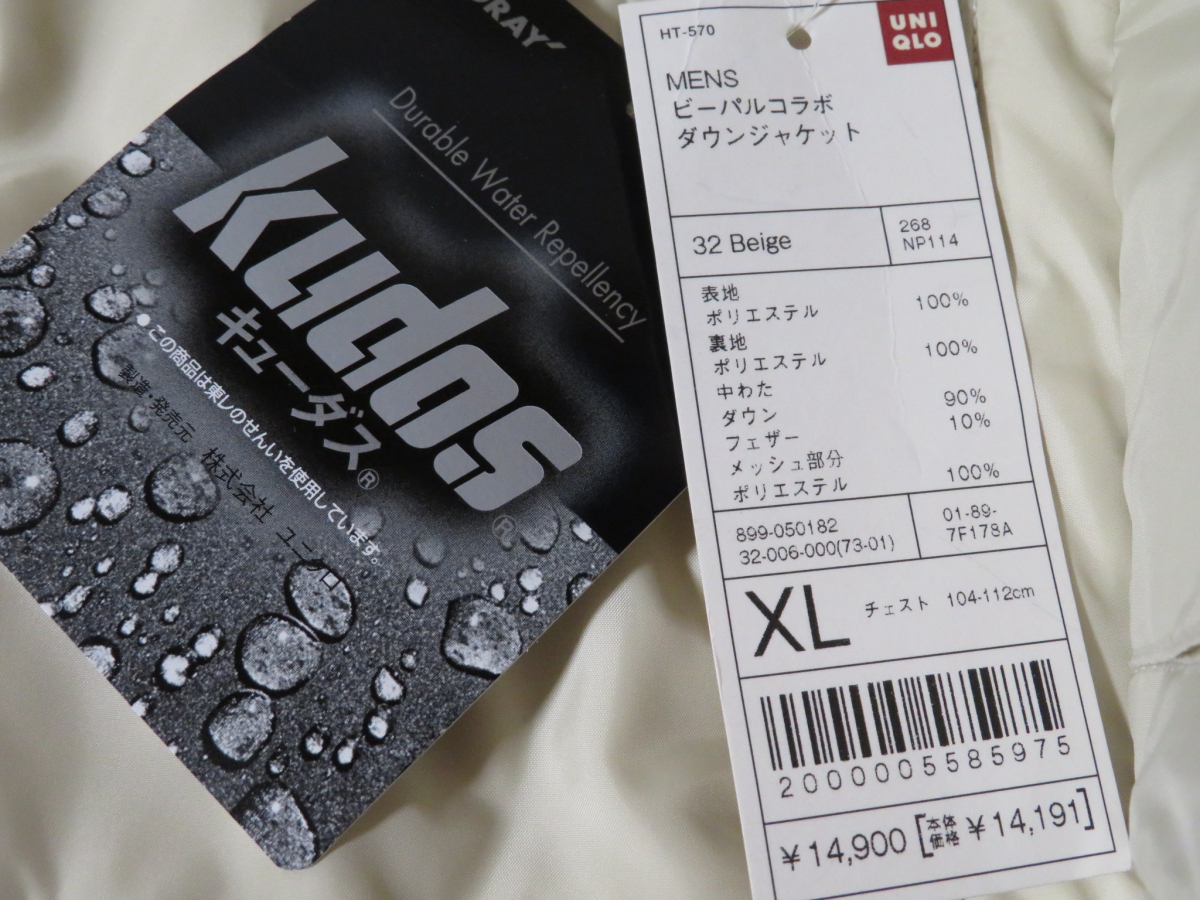 Durable Water Repellency
Kudos
キューダス®
®
●この商品は東レのせんいを使用しています。
製造・発売元 株式会社 ユニクロ
HT-570
UNI
QLO
MENS
ビーパルコラボ
ダウンジャケット
32 Beige
268
NP114
表地
ポリエステル 100%
裏地
ポリエステル 100%
中わた
ダウン 90%
フェザー 10%
メッシュ部分
ポリエステル 100%
899-050182
32-006-000(73-01)
01-89-
7F178A
XL チェスト 104-112cm
2000005585975
¥14,900 [本体価格 ¥14,191]